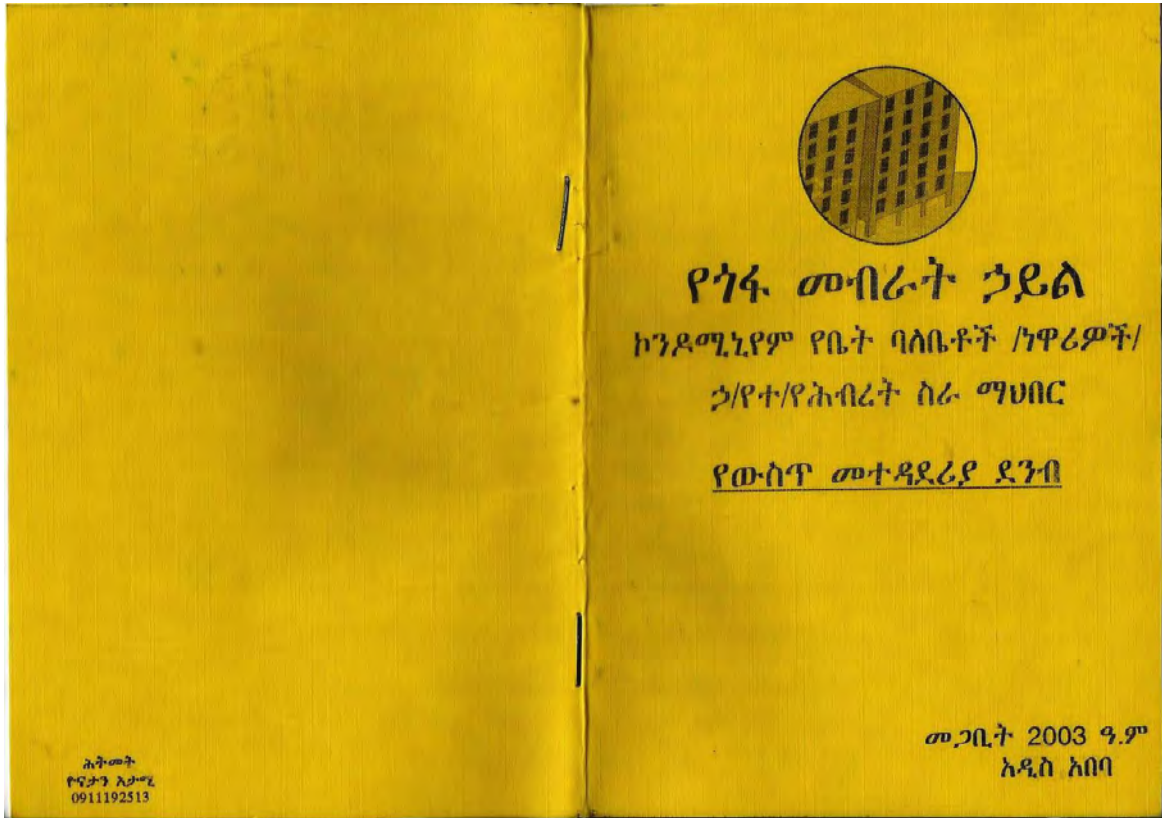 የጎፋ መብራት ኃይል
ኮንዶሚኒየም የቤት ባለቤቶች /ነዋሪዎች/
ኃ/የተ/የሕብረት ስራ ማህበር
የውስጥ መተዳደሪያ ደንብ
መጋቢት 2003 ዓ.ም
አዲስ አበባ
ሕትመት
ዮናታን አታሚ
0911192513